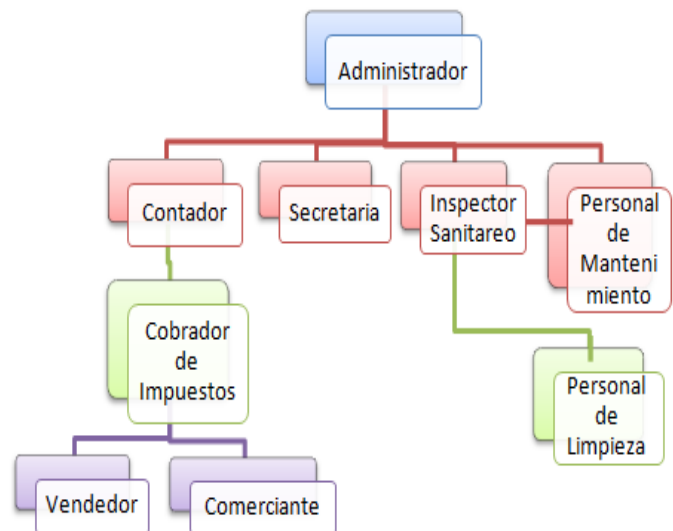 Administrador
Contador
Secretaria
Inspector
Sanitareo
Personal
de
Manteni
miento
Cobrador
de
Impuestos
Personal
de
Limpieza
Vendedor
Comerciante